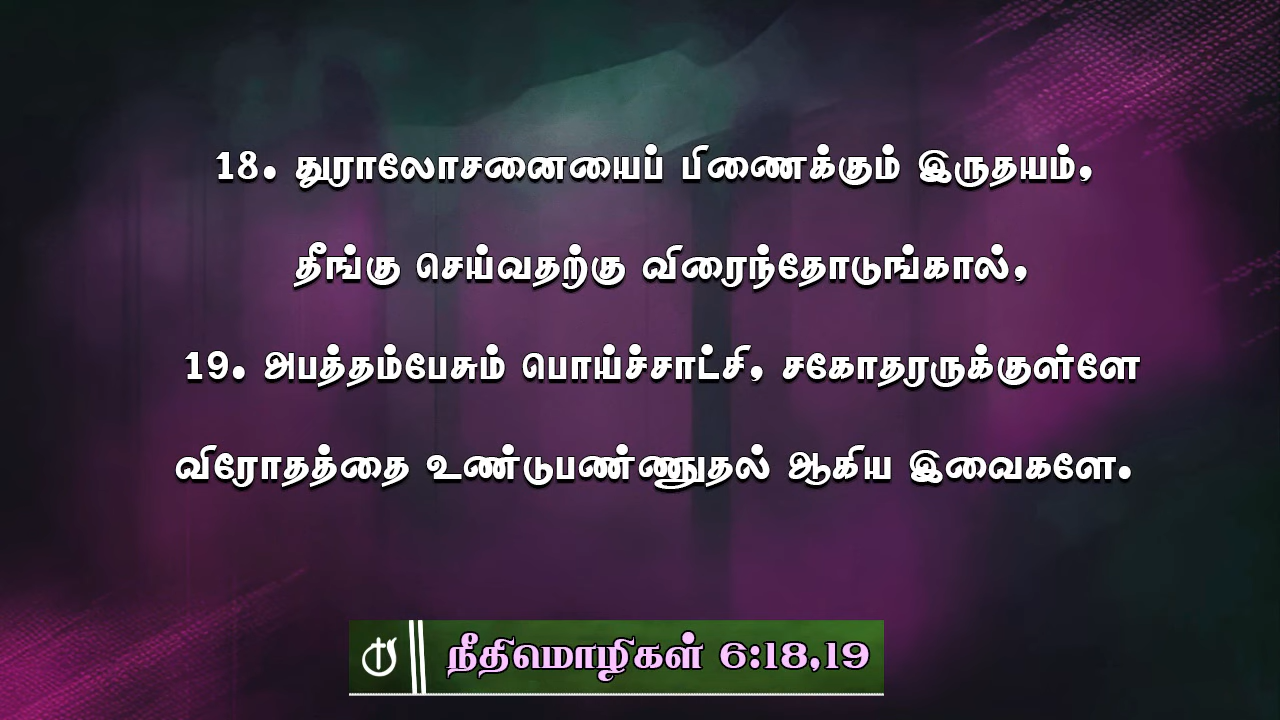 18. துராலோசனையைப் பிணைக்கும் இருதயம்,
தீங்கு செய்வதற்கு விரைந்தோடுங்கால்,
19. அபத்தம்பேசும் பொய்ச்சாட்சி, சகோதரருக்குள்ளே
விரோதத்தை உண்டுபண்ணுதல் ஆகிய இவைகளே.
நீதிமொழிகள் 6:18,19